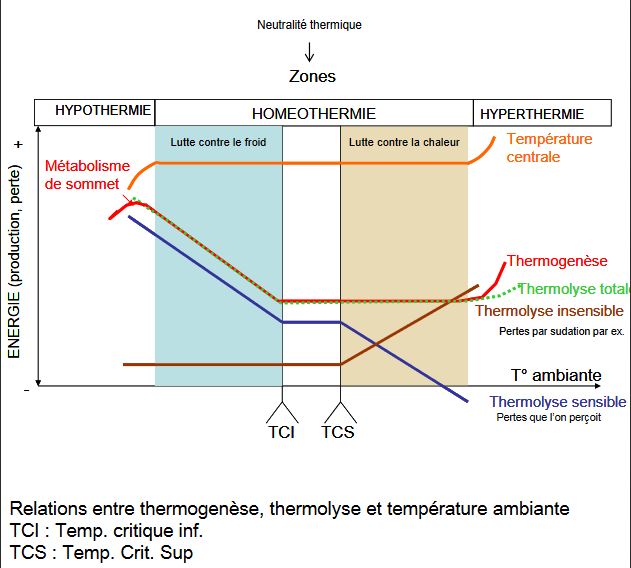 Neutralité thermique
Zones
HYPOTHERMIE
HOMEOTHERMIE
HYPERTHERMIE
+
Lutte contre le froid
Lutte contre la chaleur
Température
centrale
Métabolisme
de sommet
ENERGIE (production, perte)
Thermogenèse
Thermolyse totale
Thermolyse insensible
Pertes par sudation par ex.
T° ambiante
-
Thermolyse sensible
Pertes que l'on perçoit
TCI
TCS
Relations entre thermogenèse, thermolyse et température ambiante
TCI : Temp. critique inf.
TCS : Temp. Crit. Sup